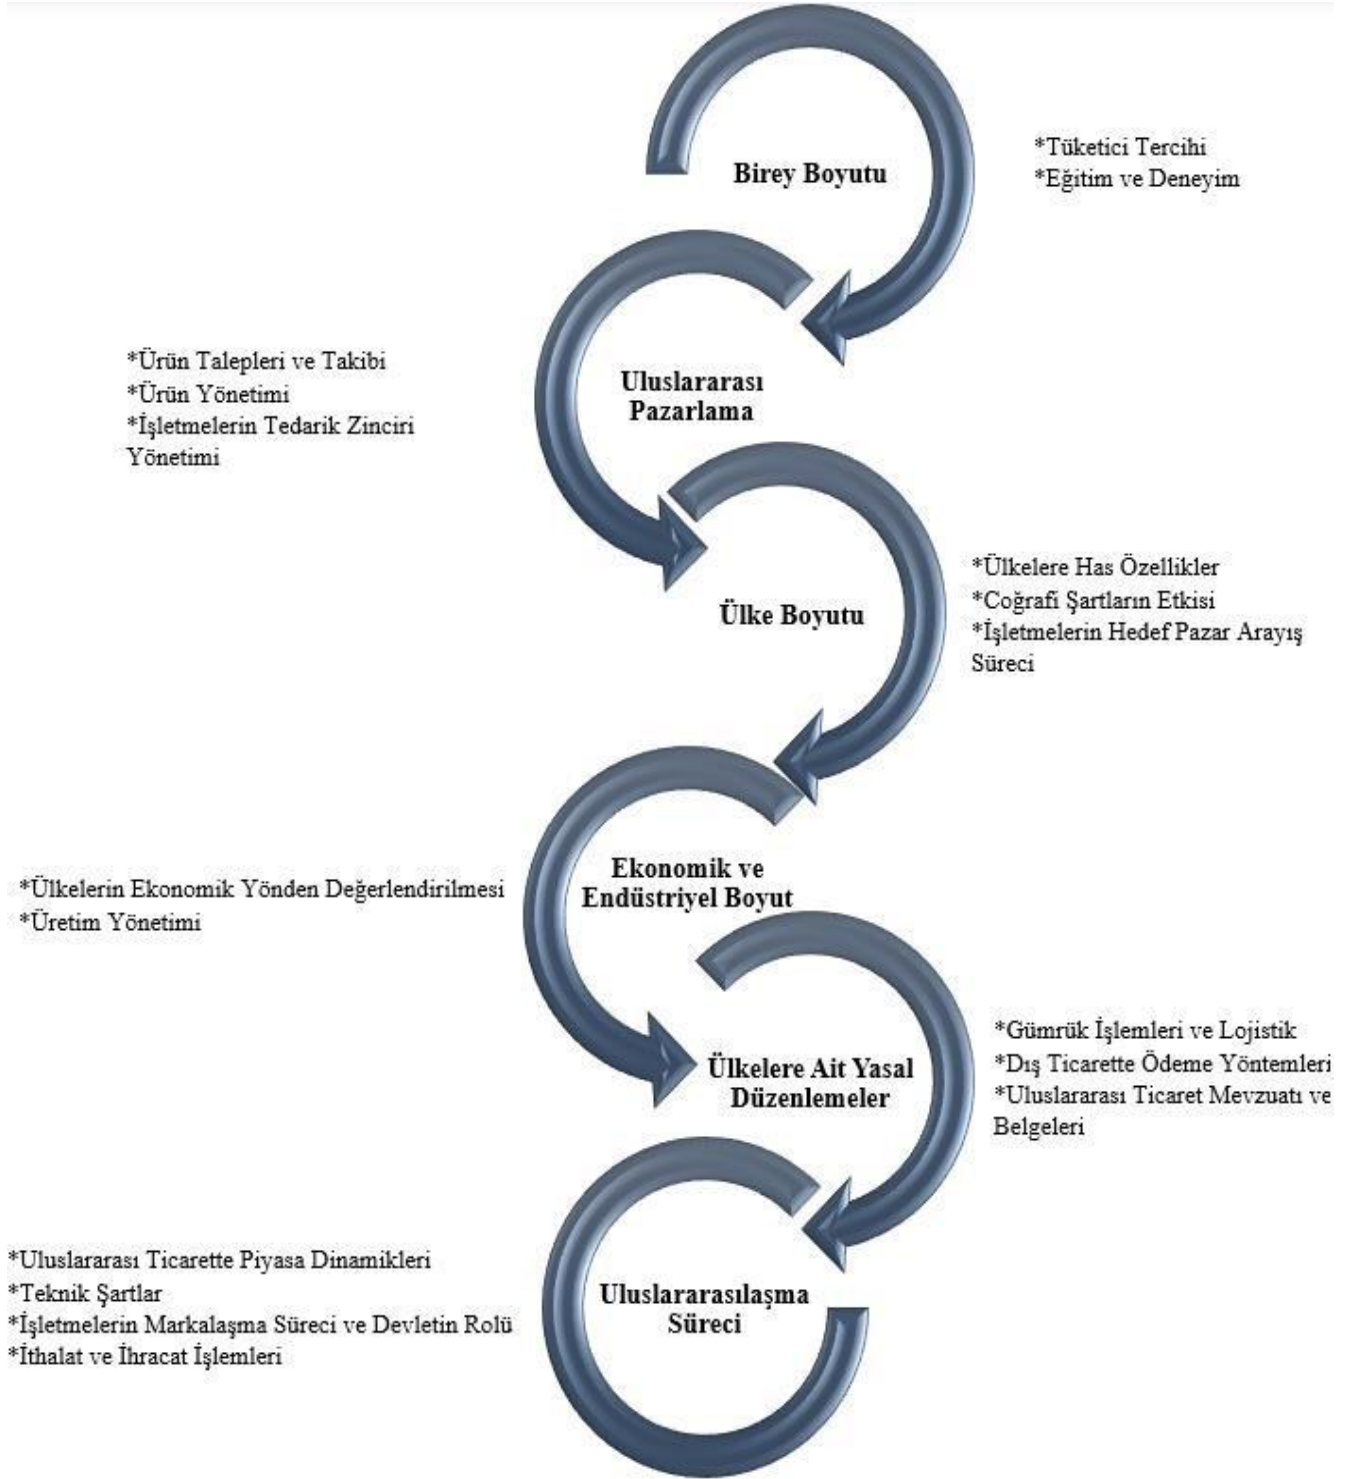 Birey Boyutu
*Tüketici Tercihi
*Eğitim ve Deneyim
*Ürün Talepleri ve Takibi
*Ürün Yönetimi
*İşletmelerin Tedarik Zinciri
Yönetimi
Uluslararası
Pazarlama
Ülke Boyutu
*Ülkelere Has Özellikler
*Coğrafi Şartların Etkisi
*İşletmelerin Hedef Pazar Arayış
Süreci
*Ülkelerin Ekonomik Yönden Değerlendirilmesi
*Üretim Yönetimi
Ekonomik ve
Endüstriyel Boyut
Ülkelere Ait Yasal
Düzenlemeler
*Gümrük İşlemleri ve Lojistik
*Dış Ticarette Ödeme Yöntemleri
*Uluslararası Ticaret Mevzuatı ve
Belgeleri
*Uluslararası Ticarette Piyasa Dinamikleri
*Teknik Şartlar
*İşletmelerin Markalaşma Süreci ve Devletin Rolü
*İthalat ve İhracat İşlemleri
Uluslararasılaşma
Süreci